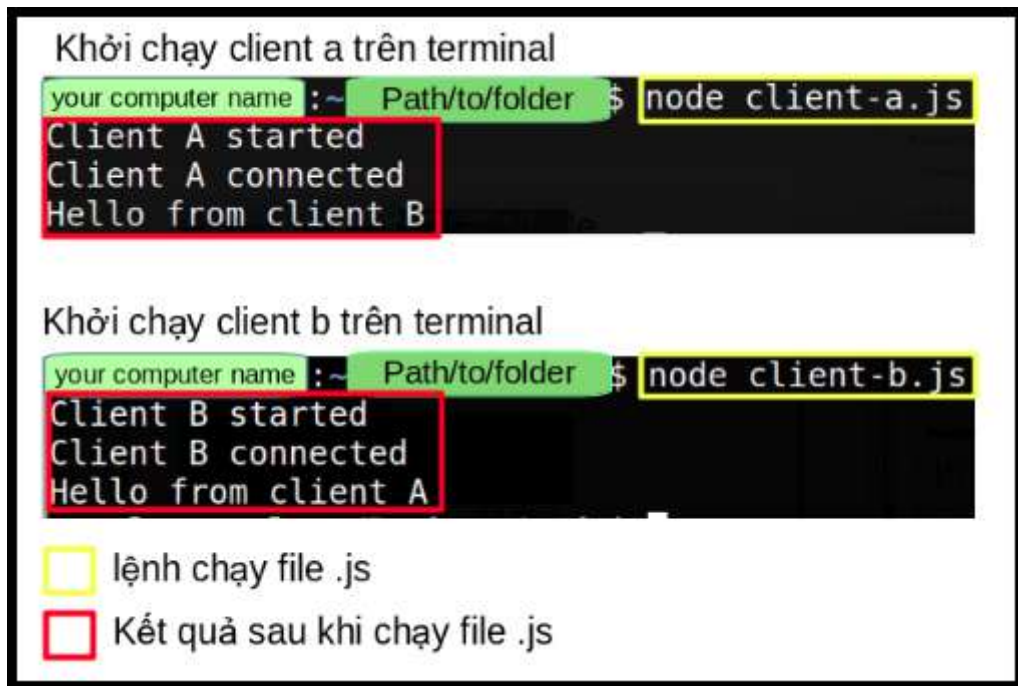 Khởi chạy client a trên terminal
your computer name :~ Path/to/folder $ node client-a.js
Client A started
Client A connected
Hello from client B
Khởi chạy client b trên terminal
your computer name :~ Path/to/folder $ node client-b.js
Client B started
Client B connected
Hello from client A
lệnh chạy file .js
Kết quả sau khi chạy file .js